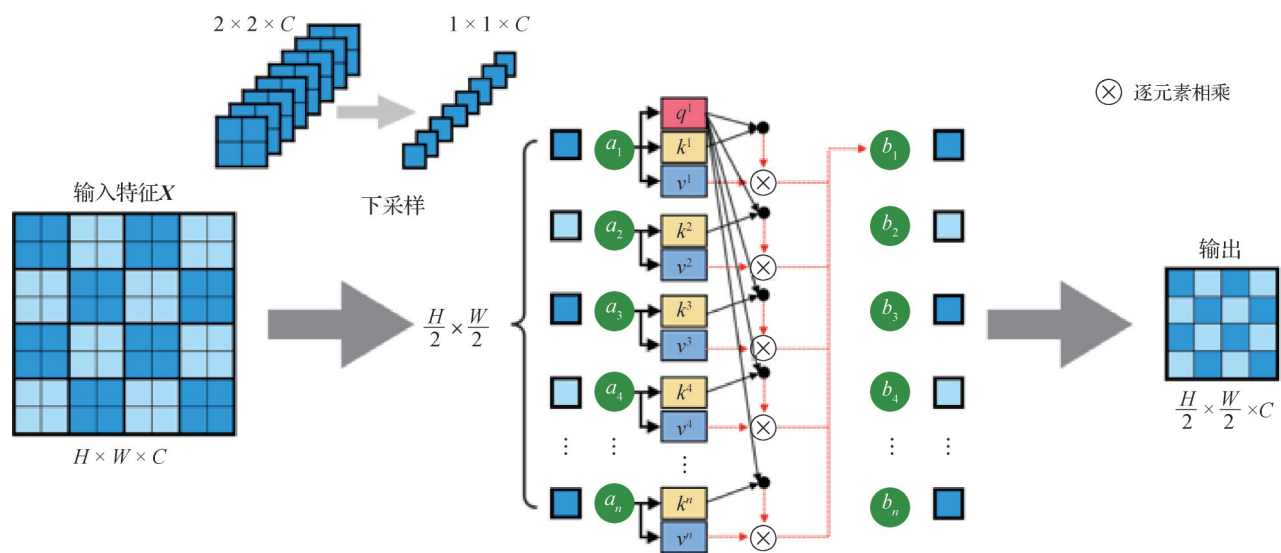 2 × 2 × C
1 × 1 × C
⊗ 逐元素相乘
输入特征X
下采样
H × W × C
H/2 × W/2
a₁
q¹
k¹
v¹
b₁
a₂
k²
v²
b₂
a₃
k³
v³
b₃
a₄
k⁴
v⁴
b₄
⋮ ⋮ ⋮ ⋮ ⋮
aₙ
kⁿ
vⁿ
bₙ
输出
H/2 × W/2 ×C